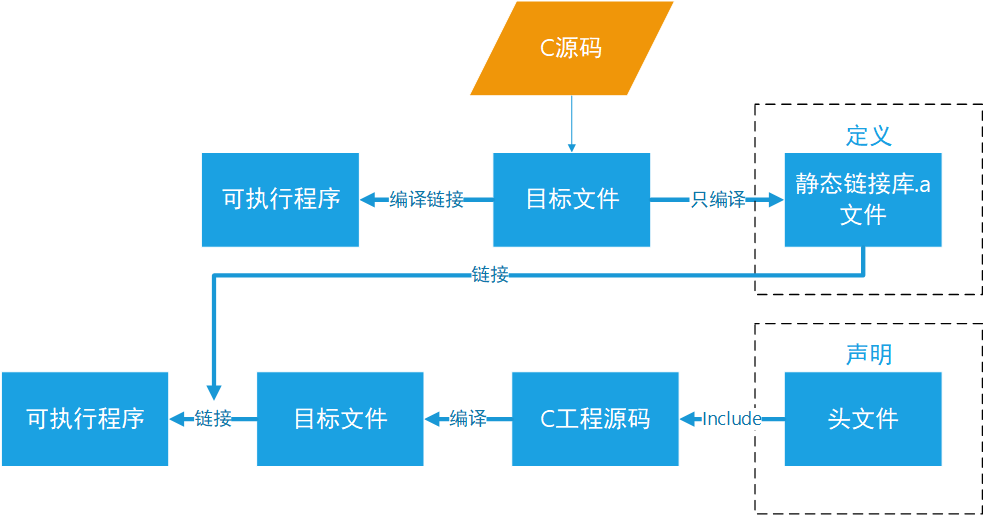 C源码
定义
可执行程序
编译链接
目标文件
只编译
静态链接库.a
文件
链接
声明
可执行程序
链接
目标文件
编译
C工程源码
Include
头文件